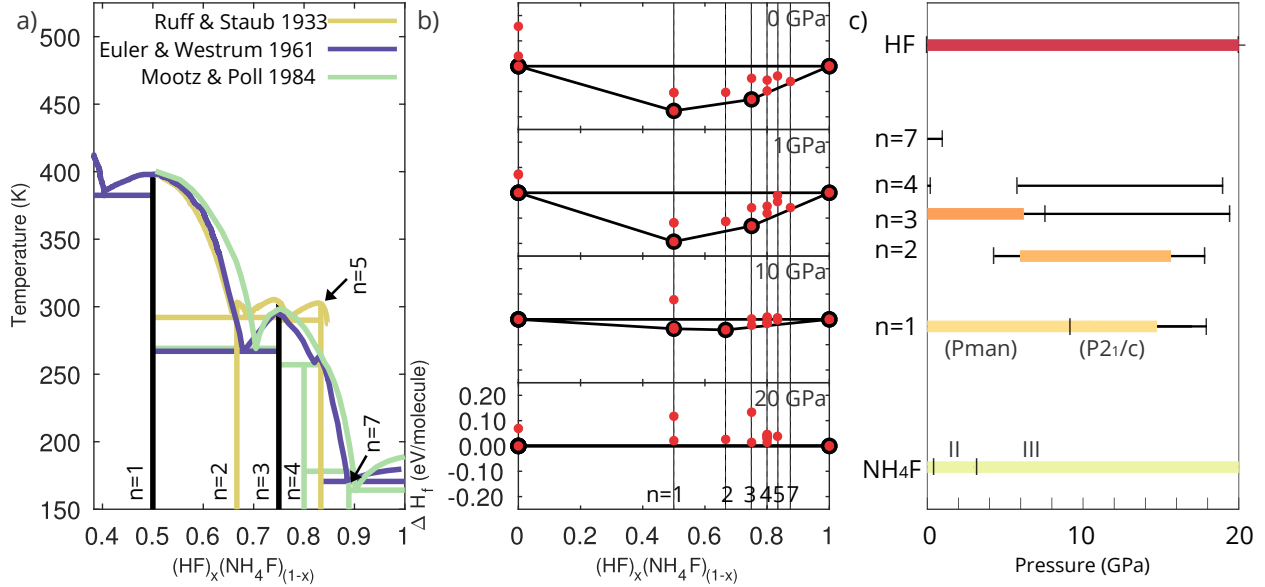 a)
Ruff & Staub 1933
Euler & Westrum 1961
Mootz & Poll 1984
500
450
400
350
300
250
200
150
Temperature (K)
n=1
n=2
n=3
n=4
n=5
n=7
0.4 0.5 0.6 0.7 0.8 0.9 1
(HF)x(NH4F)(1-x)
b)
0 GPa
1GPa
10 GPa
20 GPa
0.20
0.10
0.00
-0.10
-0.20
Δ Hf (eV/molecule)
n=1 2 3 4 5 7
0 0.2 0.4 0.6 0.8
(HF)x(NH4F)(1-x)
c)
HF
n=7
n=4
n=3
n=2
n=1
(Pman) (P21/c)
II III
NH4F
0 10 20
Pressure (GPa)